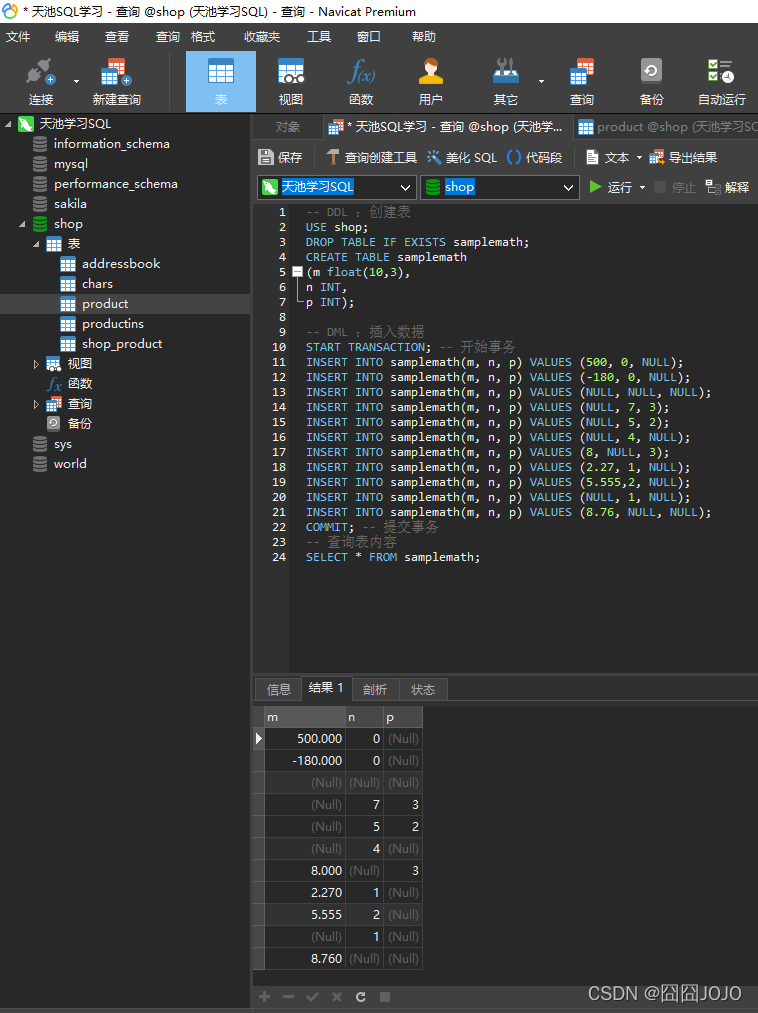 * 天池SQL学习 - 查询 @shop (天池学习SQL) - 查询 - Navicat Premium
文件 编辑 查看 查询 格式 收藏夹 工具 窗口 帮助
连接 新建查询 表 视图 函数 用户 其它 查询 备份 自动运行
天池学习SQL
information_schema
mysql
performance_schema
sakila
shop
表
addressbook
chars
product
productins
shop_product
视图
函数
查询
备份
sys
world
对象 * 天池SQL学习 - 查询 @shop (天池学... product @shop (天池学习SQ
保存 查询创建工具 美化 SQL 代码段 文本 导出结果
天池学习SQL shop 运行 停止 解释
1 -- DDL ：创建表
2 USE shop;
3 DROP TABLE IF EXISTS samplemath;
4 CREATE TABLE samplemath
5 (m float(10,3),
6 n INT,
7 p INT);
8
9 -- DML ：插入数据
10 START TRANSACTION; -- 开始事务
11 INSERT INTO samplemath(m, n, p) VALUES (500, 0, NULL);
12 INSERT INTO samplemath(m, n, p) VALUES (-180, 0, NULL);
13 INSERT INTO samplemath(m, n, p) VALUES (NULL, NULL, NULL);
14 INSERT INTO samplemath(m, n, p) VALUES (NULL, 7, 3);
15 INSERT INTO samplemath(m, n, p) VALUES (NULL, 5, 2);
16 INSERT INTO samplemath(m, n, p) VALUES (NULL, 4, NULL);
17 INSERT INTO samplemath(m, n, p) VALUES (8, NULL, 3);
18 INSERT INTO samplemath(m, n, p) VALUES (2.27, 1, NULL);
19 INSERT INTO samplemath(m, n, p) VALUES (5.555,2, NULL);
20 INSERT INTO samplemath(m, n, p) VALUES (NULL, 1, NULL);
21 INSERT INTO samplemath(m, n, p) VALUES (8.76, NULL, NULL);
22 COMMIT; -- 提交事务
23 -- 查询表内容
24 SELECT * FROM samplemath;
信息 结果 1 剖析 状态
m n p
500.000 0 (Null)
-180.000 0 (Null)
(Null) (Null) (Null)
(Null) 7 3
(Null) 5 2
(Null) 4 (Null)
8.000 (Null) 3
2.270 1 (Null)
5.555 2 (Null)
(Null) 1 (Null)
8.760 (Null) (Null)
CSDN @囧囧JOJO